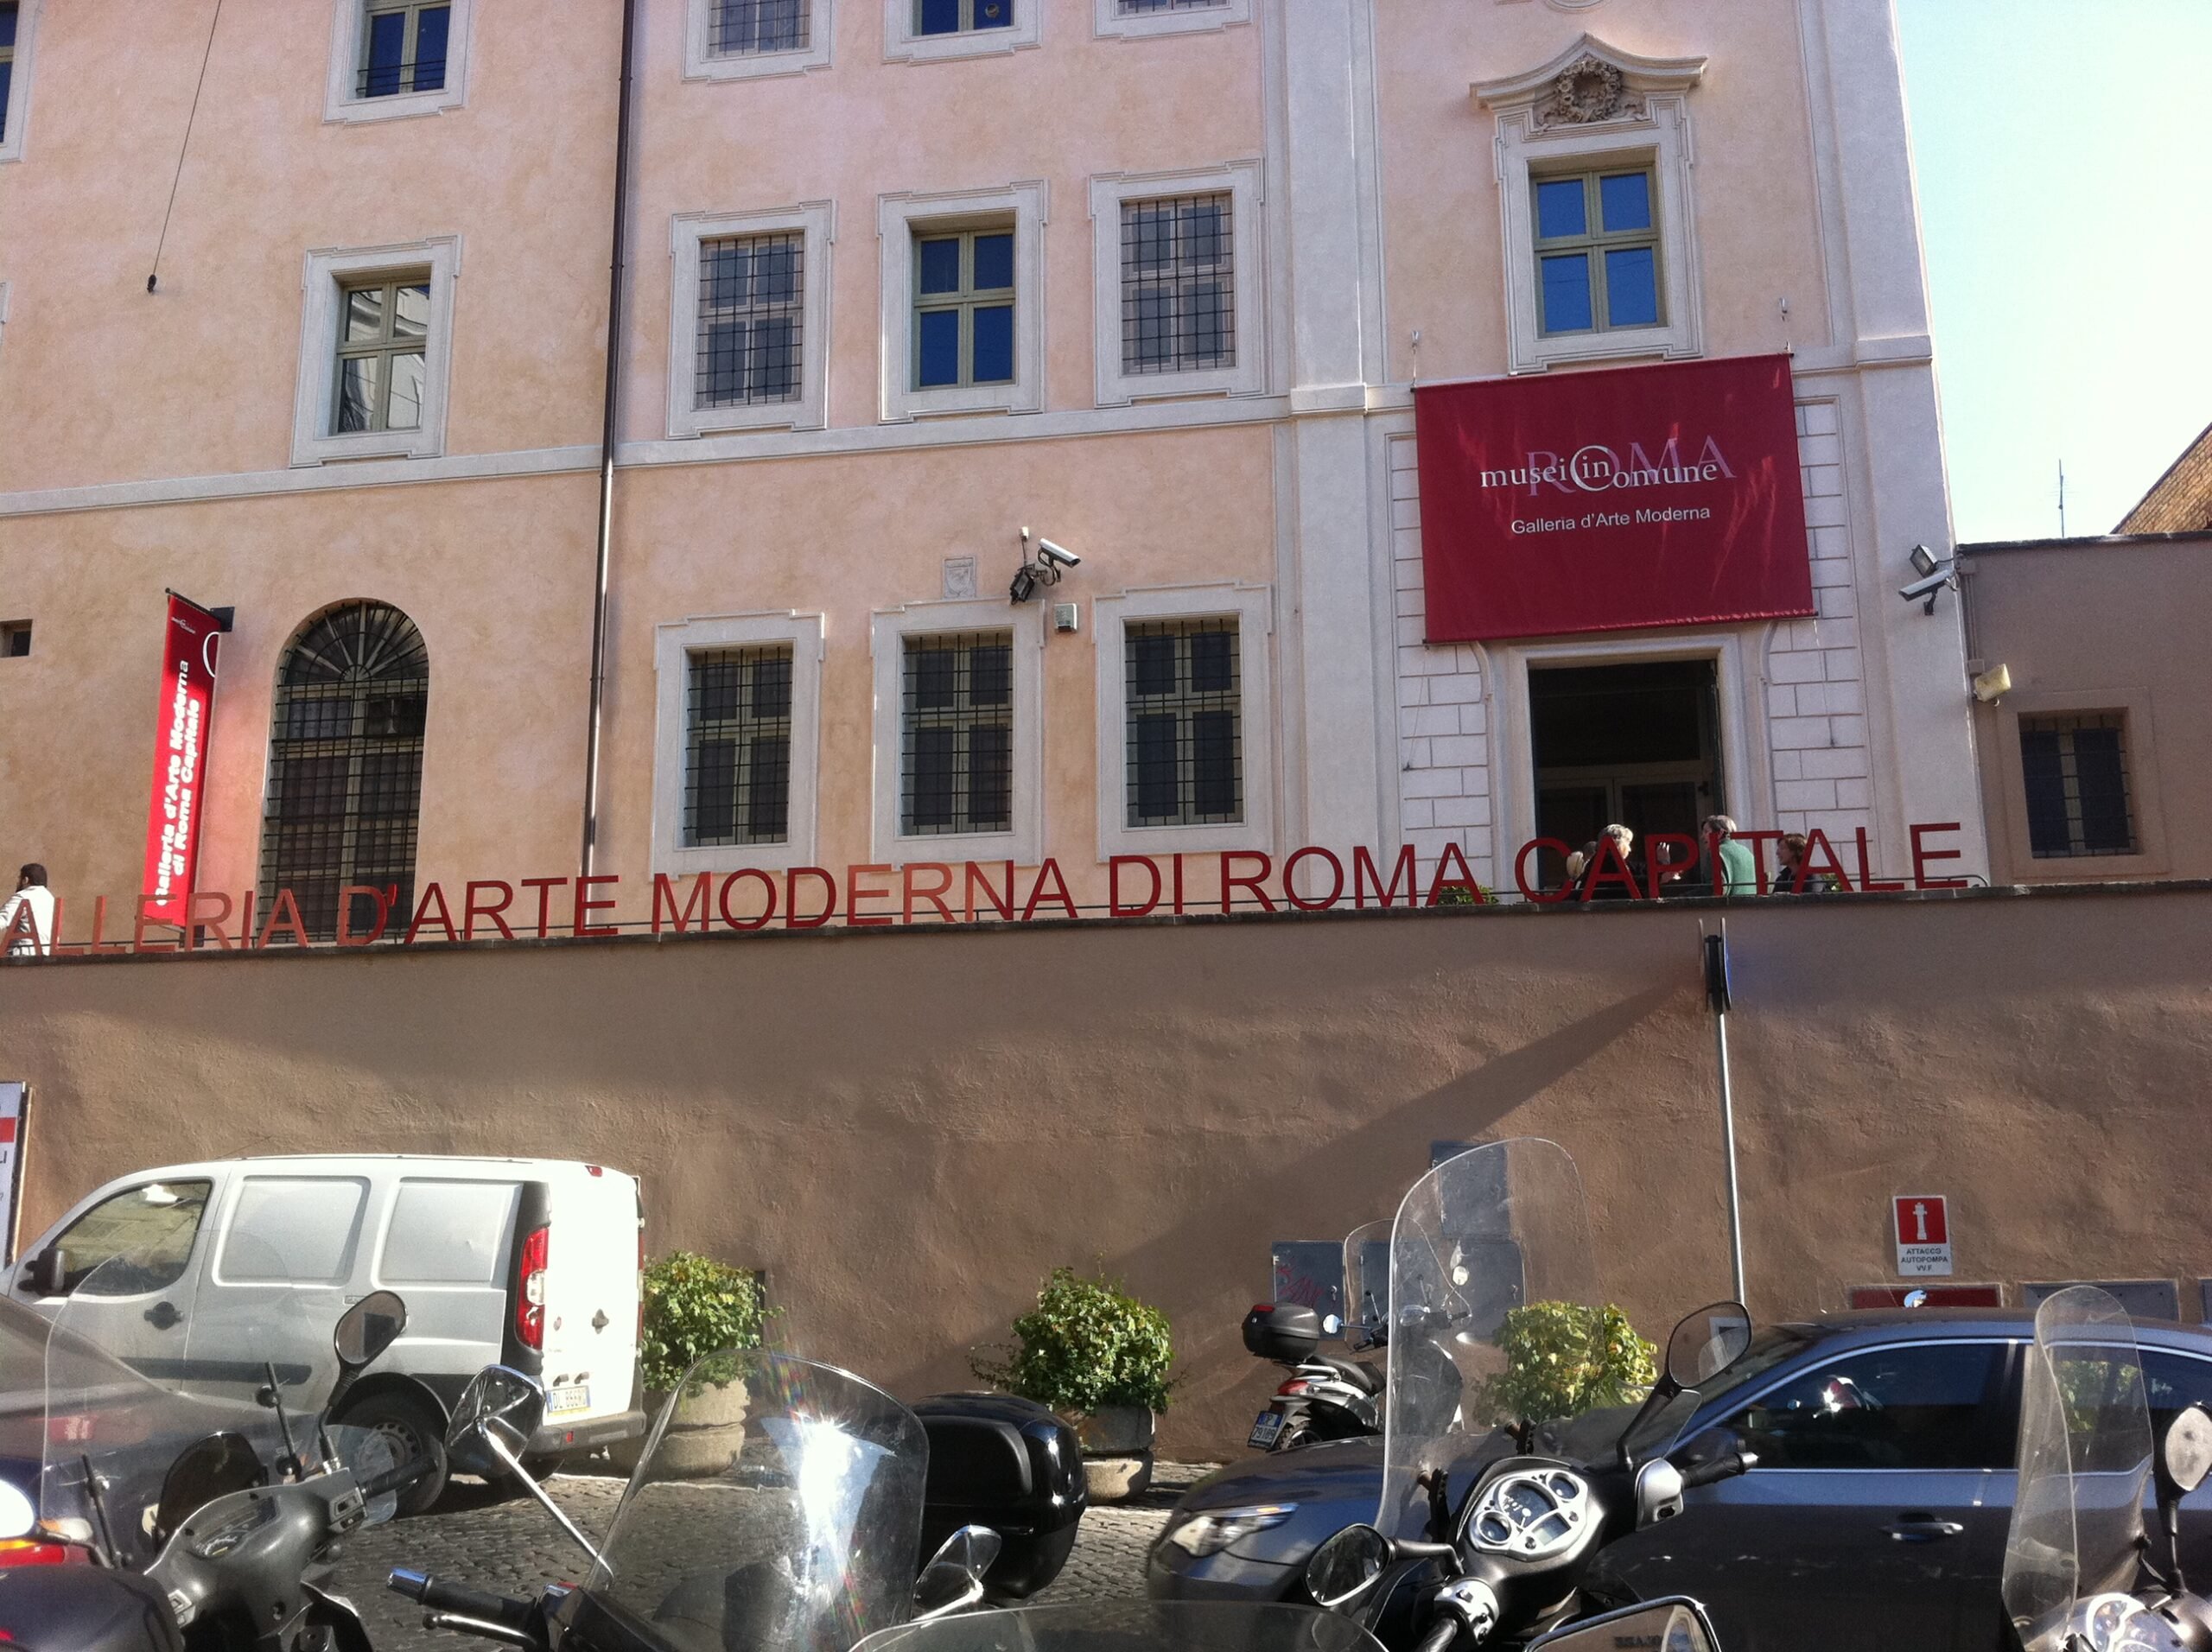 ROMA
musei in Comune
Galleria d'Arte Moderna
Galleria d'Arte Moderna
di Roma Capitale
ALLERIA D'ARTE MODERNA DI ROMA CAPITALE
ATTACCO
AUTOPOMPA
VV.F